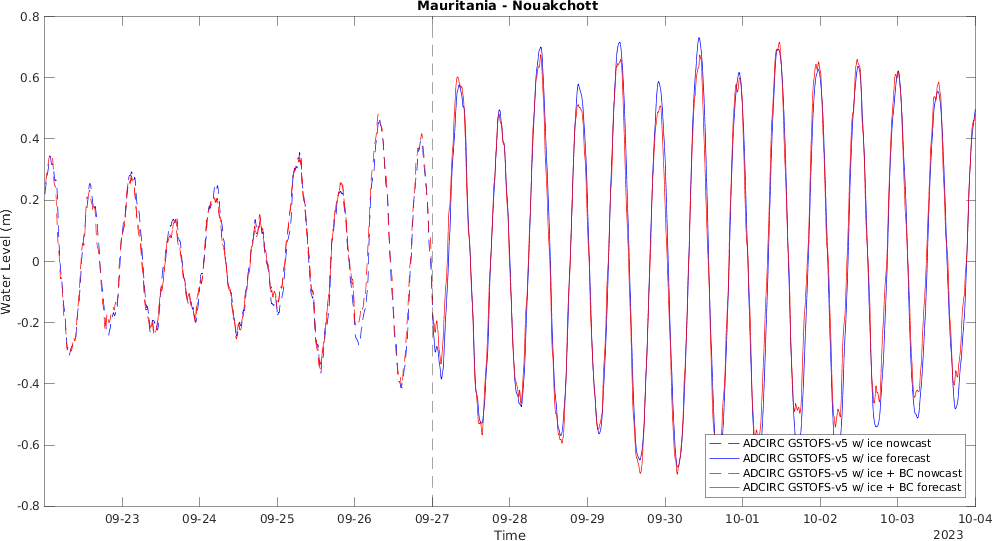 Mauritania - Nouakchott
0.8
0.6
0.4
0.2
0
-0.2
-0.4
-0.6
-0.8
Water Level (m)
ADCIRC GSTOFS-v5 w/ ice nowcast
ADCIRC GSTOFS-v5 w/ ice forecast
ADCIRC GSTOFS-v5 w/ ice + BC nowcast
ADCIRC GSTOFS-v5 w/ ice + BC forecast
09-23 09-24 09-25 09-26 09-27 09-28 09-29 09-30 10-01 10-02 10-03 10-04
Time
2023